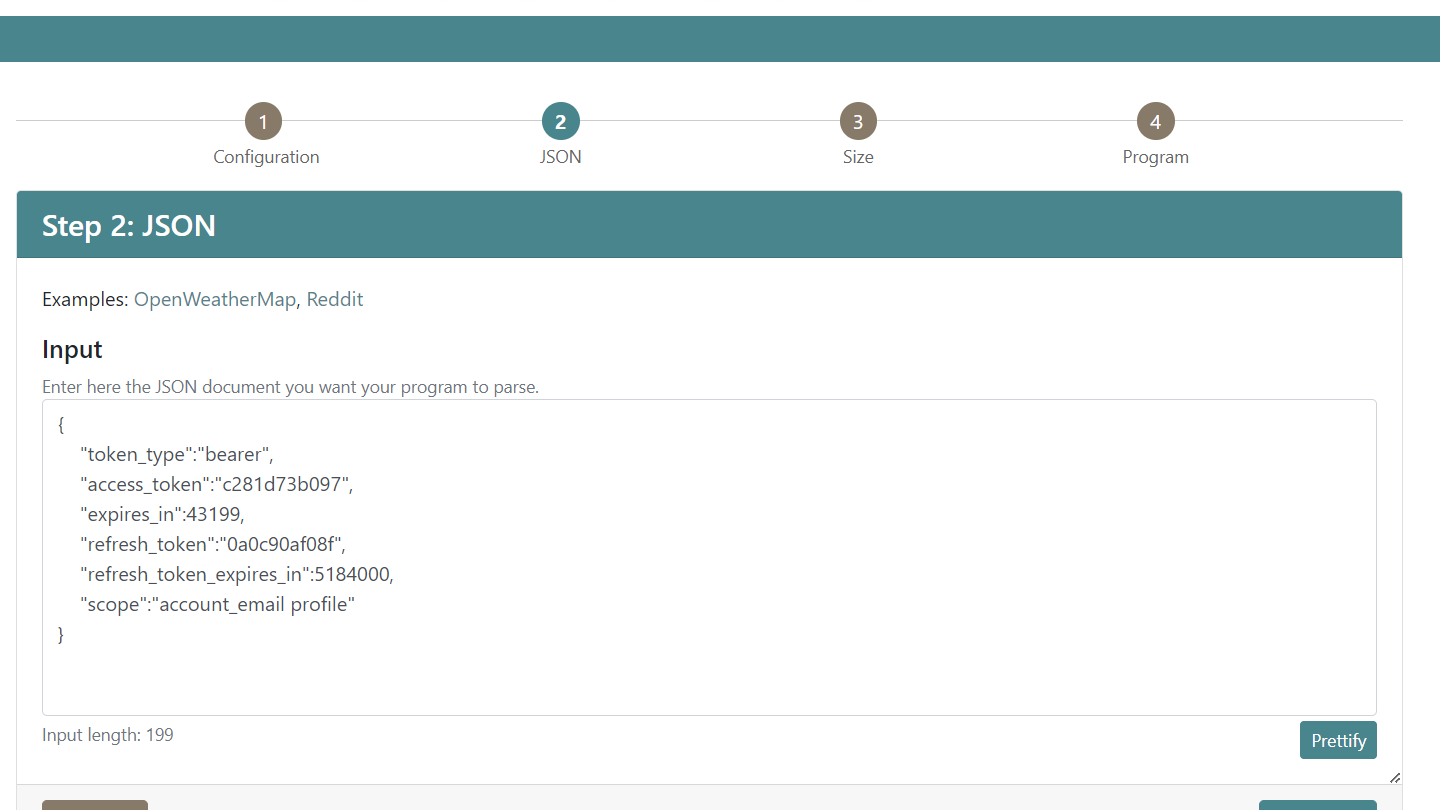 1
2
3
4
Configuration
JSON
Size
Program
Step 2: JSON
Examples: OpenWeatherMap, Reddit
Input
Enter here the JSON document you want your program to parse.
{
"token_type":"bearer",
"access_token":"c281d73b097",
"expires_in":43199,
"refresh_token":"0a0c90af08f",
"refresh_token_expires_in":5184000,
"scope":"account_email profile"
}
Input length: 199
Prettify